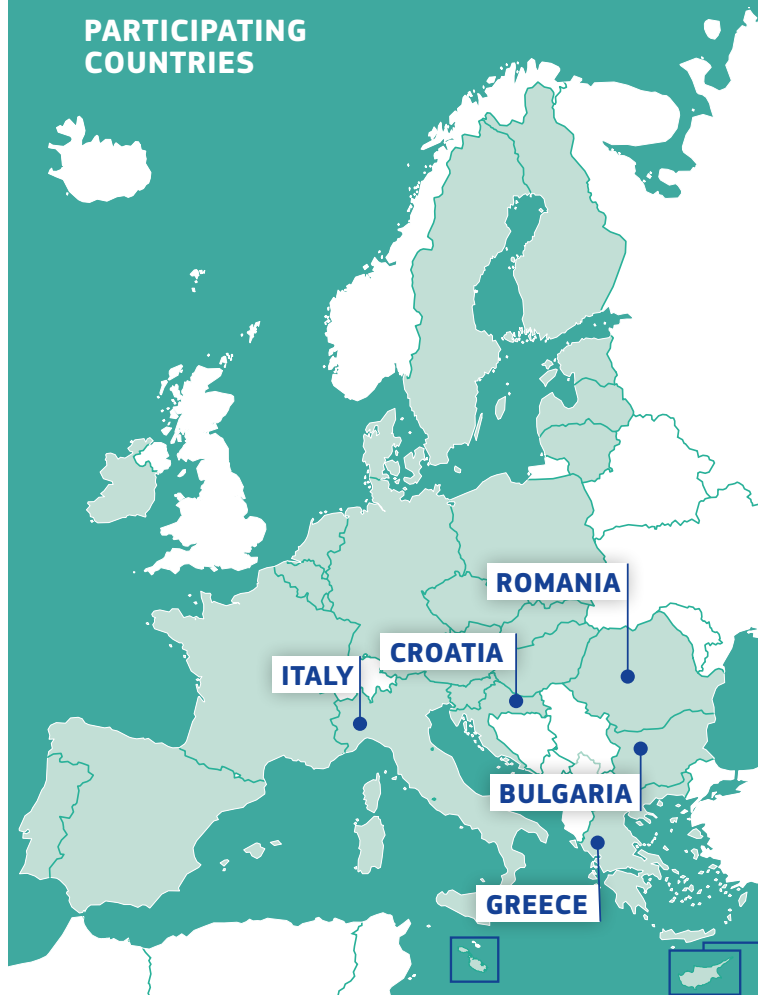 PARTICIPATING
COUNTRIES
ROMANIA
CROATIA
ITALY
BULGARIA
GREECE